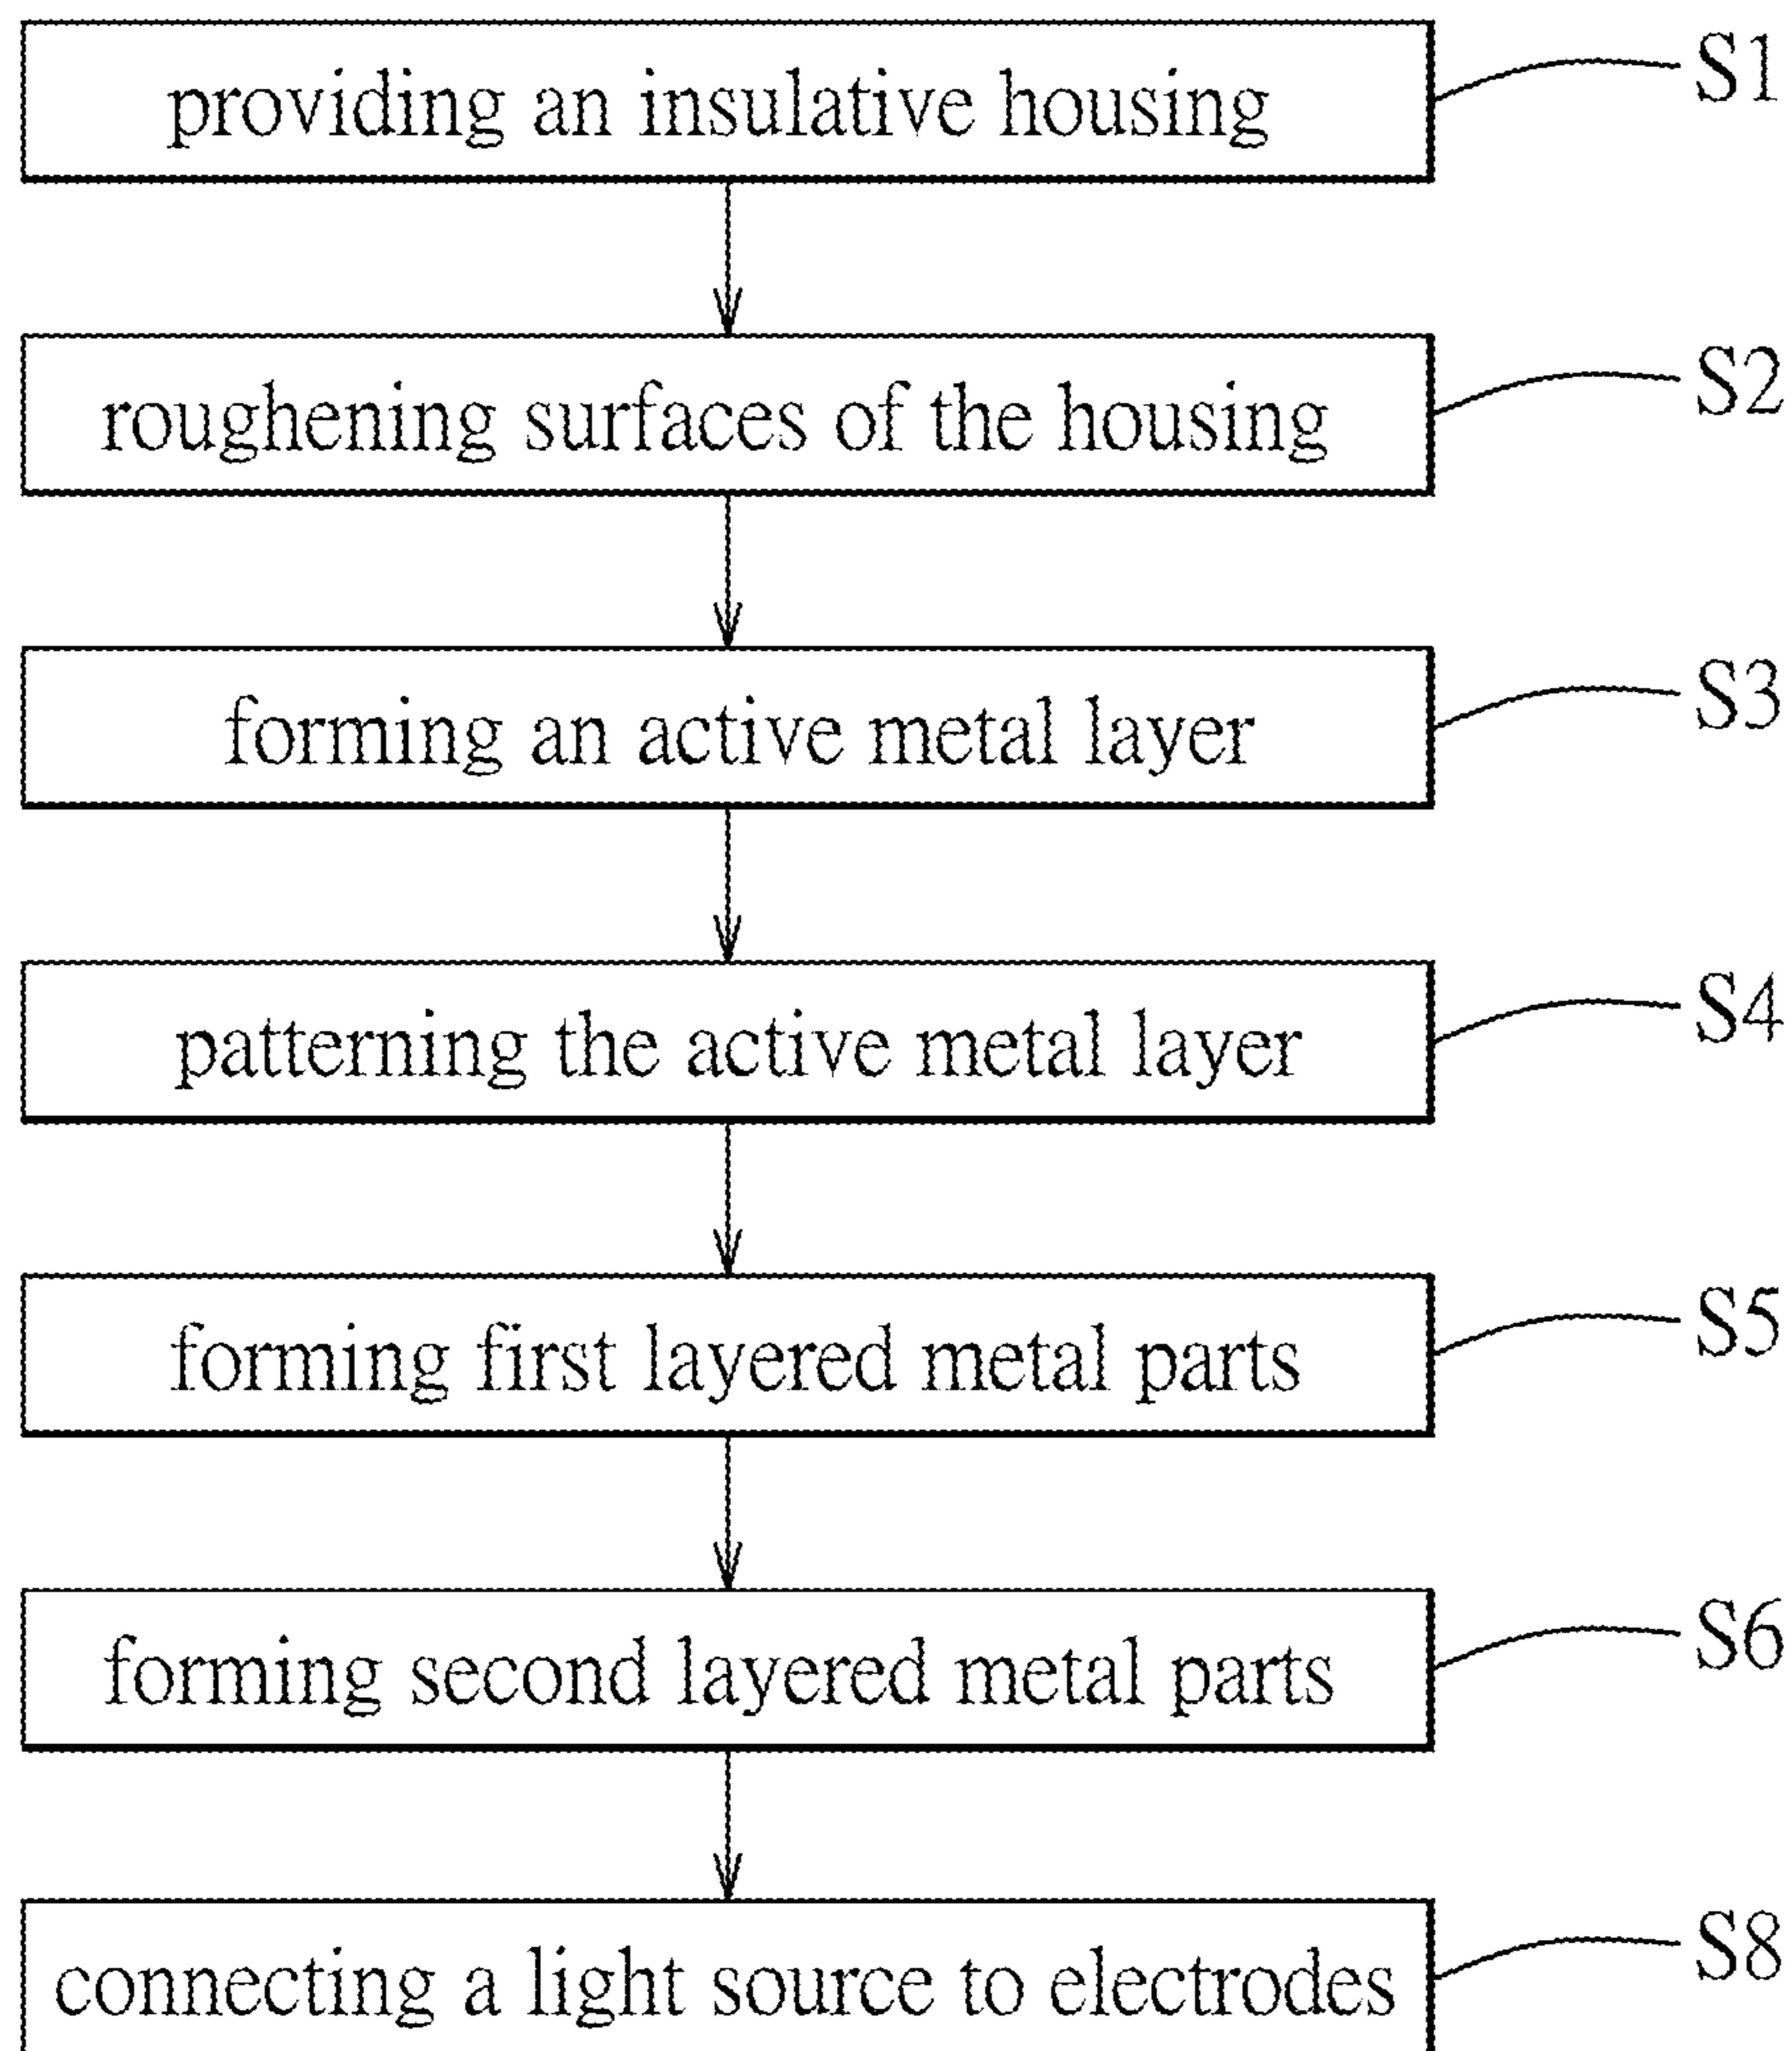 providing an insulative housing S1
roughening surfaces of the housing S2
forming an active metal layer S3
patterning the active metal layer S4
forming first layered metal parts S5
forming second layered metal parts S6
connecting a light source to electrodes S8